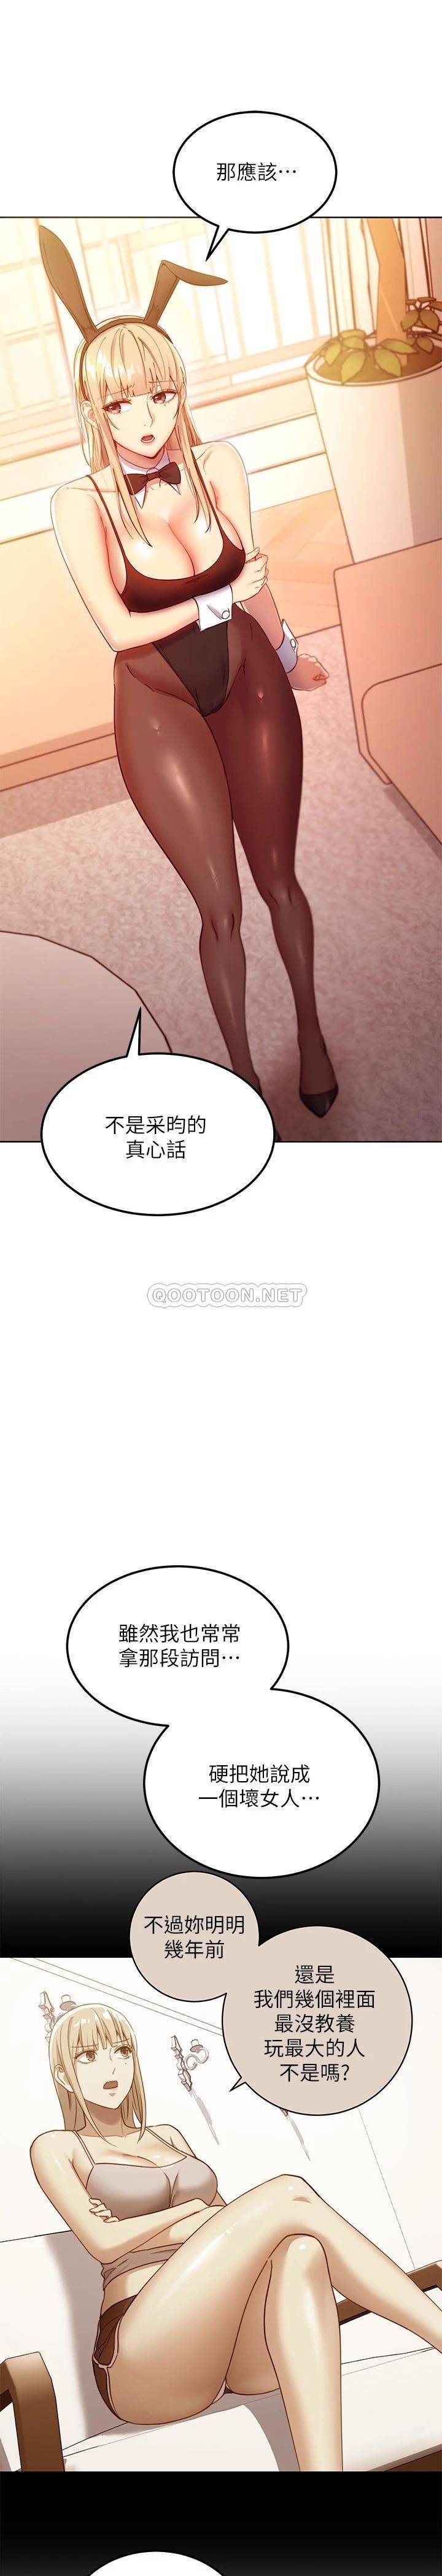 那應該⋯
不是采昀的
真心話
QOOTOON.NET
雖然我也常常
拿那段訪問⋯
硬把她說成
一個壞女人⋯
不過妳明明
幾年前
還是
我們幾個裡面
最沒教養
玩最大的人
不是嗎?